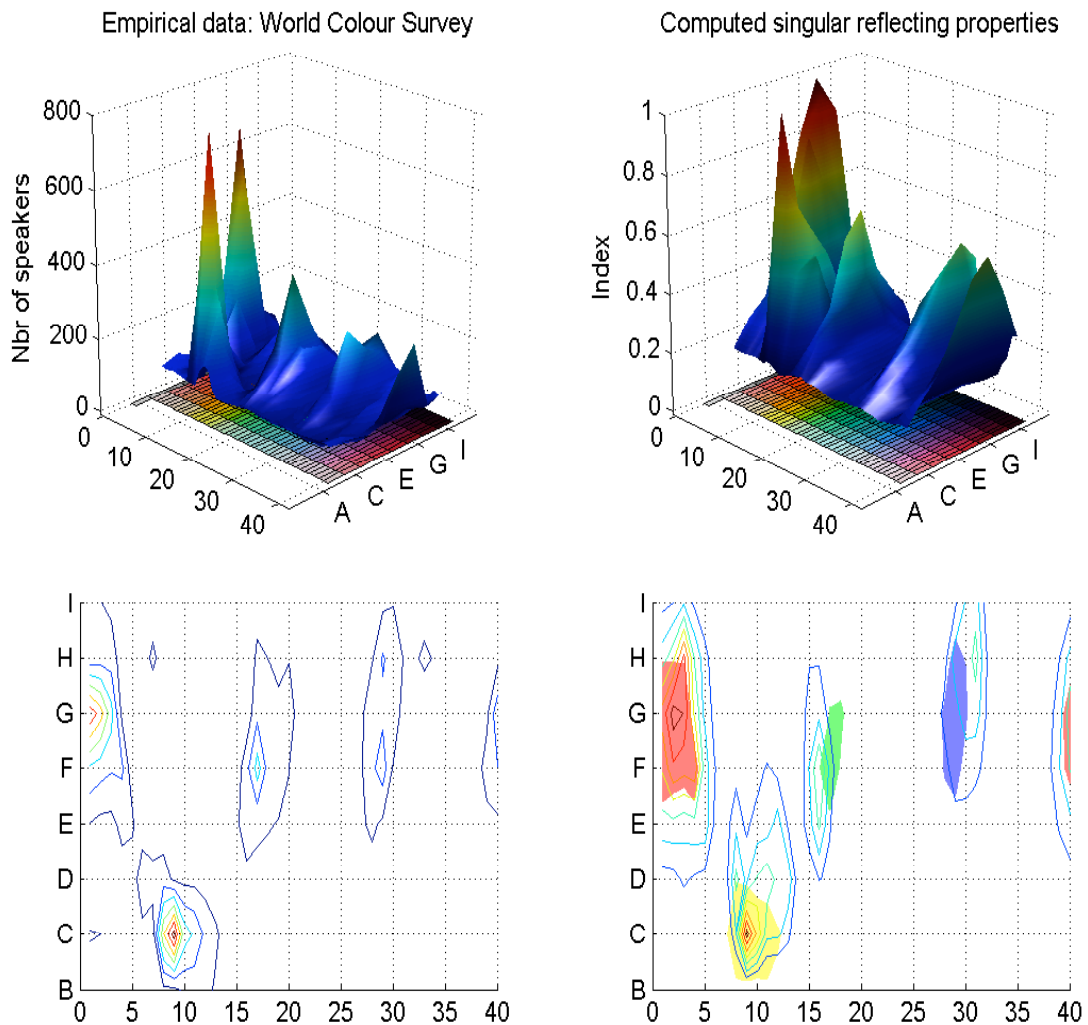 Empirical data: World Colour Survey
800
600
400
200
0
Nbr of speakers
0
10
20
30
40
A
C
E
G
I
Computed singular reflecting properties
1
0.8
0.6
0.4
0.2
0
Index
0
10
20
30
40
A
C
E
G
I
I
H
G
F
E
D
C
B
0 5 10 15 20 25 30 35 40
I
H
G
F
E
D
C
B
0 5 10 15 20 25 30 35 40